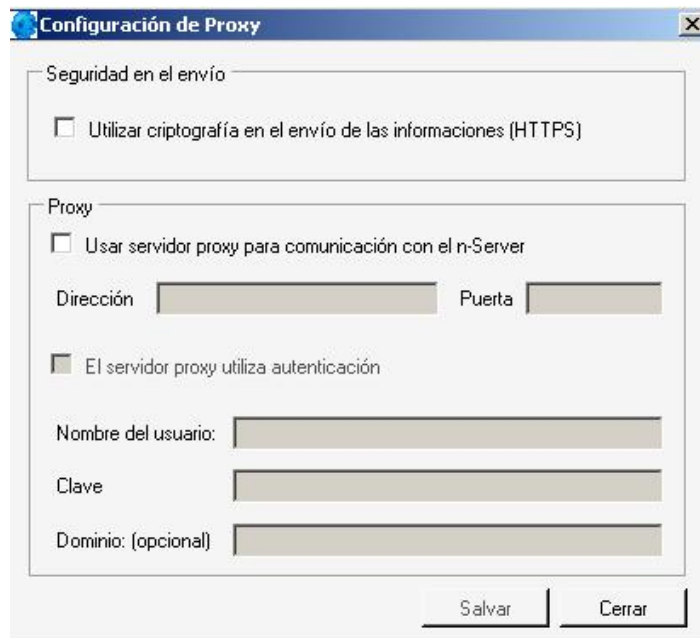 Configuración de Proxy
Seguridad en el envío
Utilizar criptografía en el envío de las informaciones (HTTPS)
Proxy
Usar servidor proxy para comunicación con el n-Server
Dirección Puerta
El servidor proxy utiliza autenticación
Nombre del usuario:
Clave
Dominio: (opcional)
Salvar Cerrar